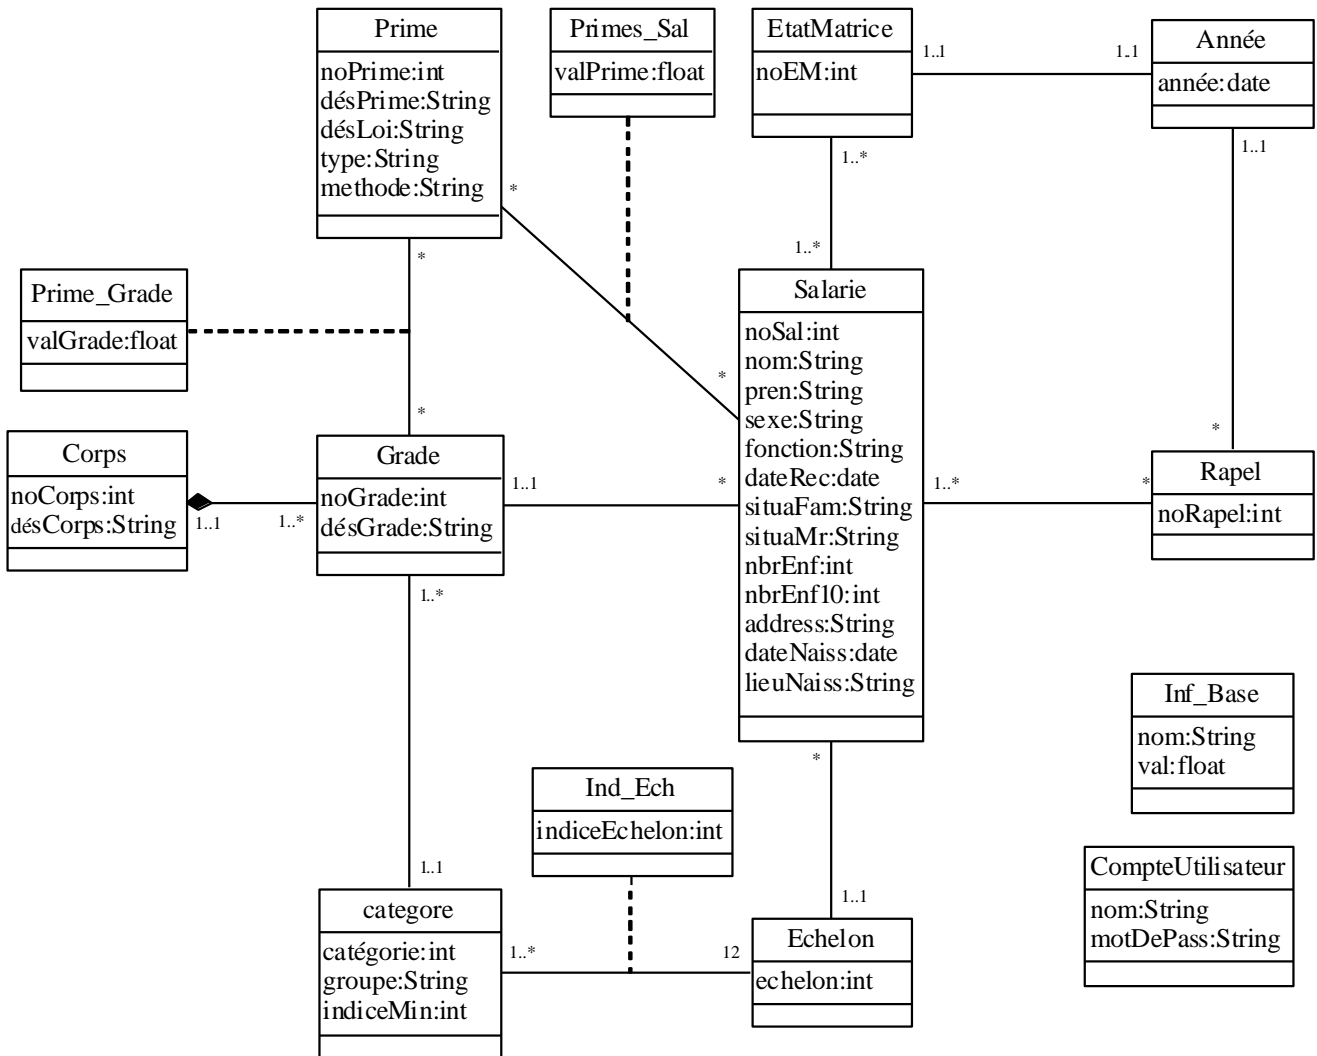 Prime
noPrime:int
désPrime:String
désLoi:String
type:String
methode:String
Primes_Sal
valPrime:float
EtatMatrice
noEM:int
1..1
1..1
Année
année:date
1..1
1..*
*
*
1..*
Prime_Grade
valGrade:float
Salarie
noSal:int
nom:String
pren:String
sexe:String
fonction:String
dateRec:date
situaFam:String
situaMr:String
nbrEnf:int
nbrEnf10:int
address:String
dateNaiss:date
lieuNaiss:String
*
*
*
Corps
noCorps:int
désCorps:String
1..1
1..*
Grade
noGrade:int
désGrade:String
1..1
*
1..*
*
Rapel
noRapel:int
1..*
Inf_Base
nom:String
val:float
*
Ind_Ech
indiceEchelon:int
CompteUtilisateur
nom:String
motDePass:String
1..1
1..1
categore
catégorie:int
groupe:String
indiceMin:int
1..*
12
Echelon
echelon:int